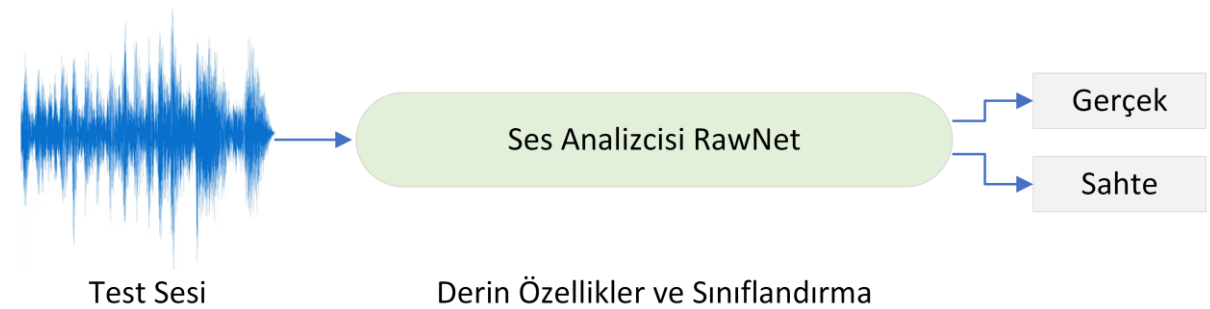 Ses Analizcisi RawNet
Gerçek
Sahte
Test Sesi
Derin Özellikler ve Sınıflandırma